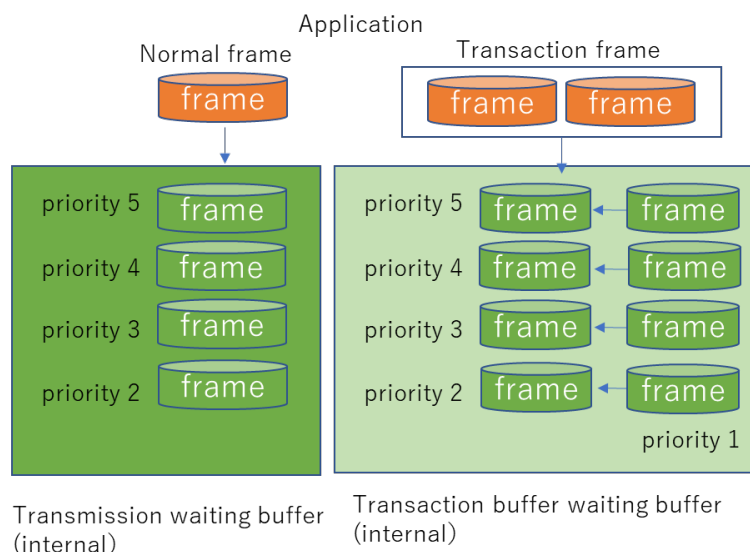 Application
Normal frame
Transaction frame
frame
frame frame
priority 5 frame
priority 4 frame
priority 3 frame
priority 2 frame
priority 5 frame frame
priority 4 frame frame
priority 3 frame frame
priority 2 frame frame
priority 1
Transmission waiting buffer
(internal)
Transaction buffer waiting buffer
(internal)